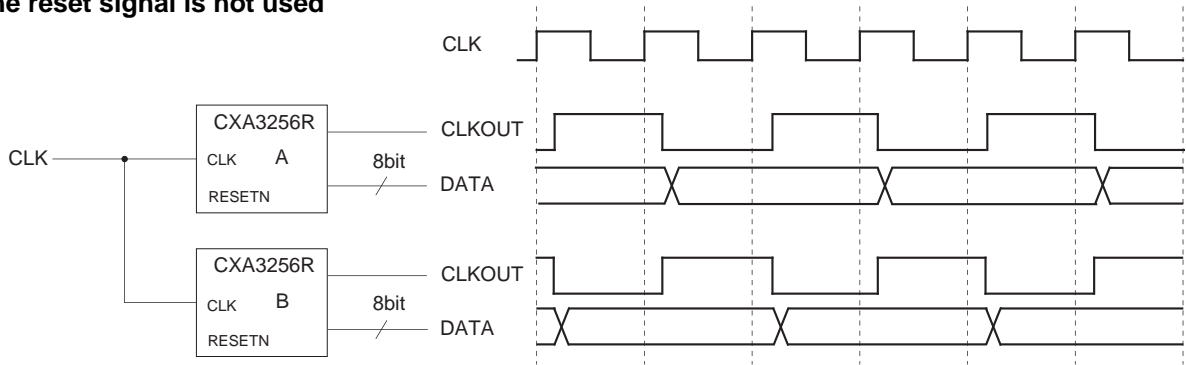 reset signal is not used
CLK
CXA3256R
CLK A
RESETN
8bit
CLKOUT
DATA
CLK
CXA3256R
CLK B
RESETN
8bit
CLKOUT
DATA